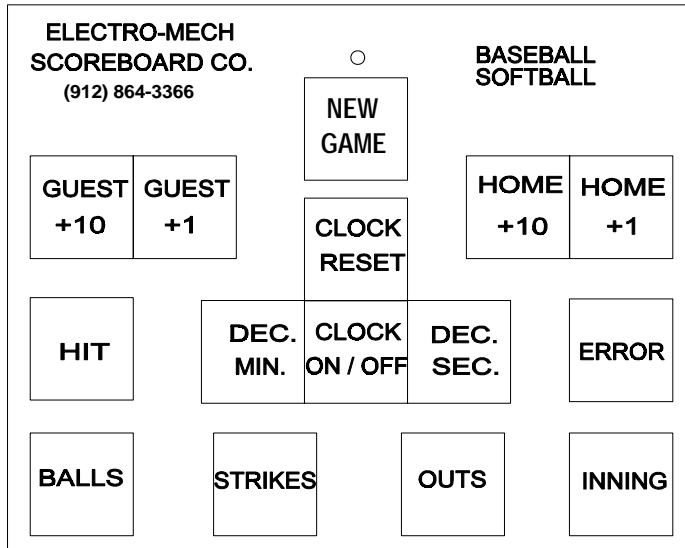 ELECTRO-MECH
SCOREBOARD CO.
(912) 864-3366
BASEBALL
SOFTBALL
NEW
GAME
GUEST
+10
GUEST
+1
HOME
+10
HOME
+1
CLOCK
RESET
HIT
DEC.
MIN.
CLOCK
ON / OFF
DEC.
SEC.
ERROR
BALLS
STRIKES
OUTS
INNING